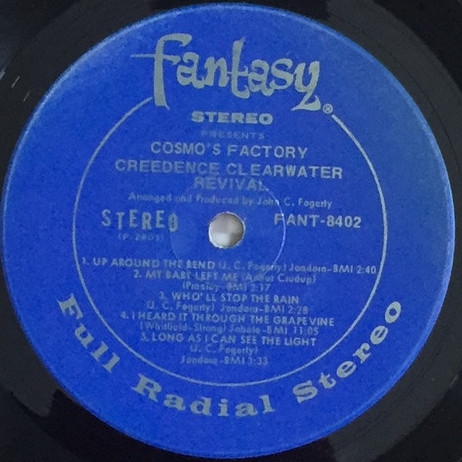 fantasy®
STEREO
PRESENTS
COSMO'S FACTORY
CREEDENCE CLEARWATER
REVIVAL
Arranged and Produced by John C. Fogerty
STEREO
FANT-8402
1. UP AROUND THE BEND (J. C. Fogerty) Jondora-BMI 2:40
2. MY BABY LEFT ME (Arthur Crudup)
BMI 2:17
3. WHO'LL STOP THE RAIN
(J. C. Fogerty) Jondora-BMI 2:28
4. I HEARD IT THROUGH THE GRAPEVINE
(Whitfield-Strong) Jobete-BMI 11:05
5. LONG AS I CAN SEE THE LIGHT
(J. C. Fogerty)
Jondora-BMI 3:33
Full Radial Stereo